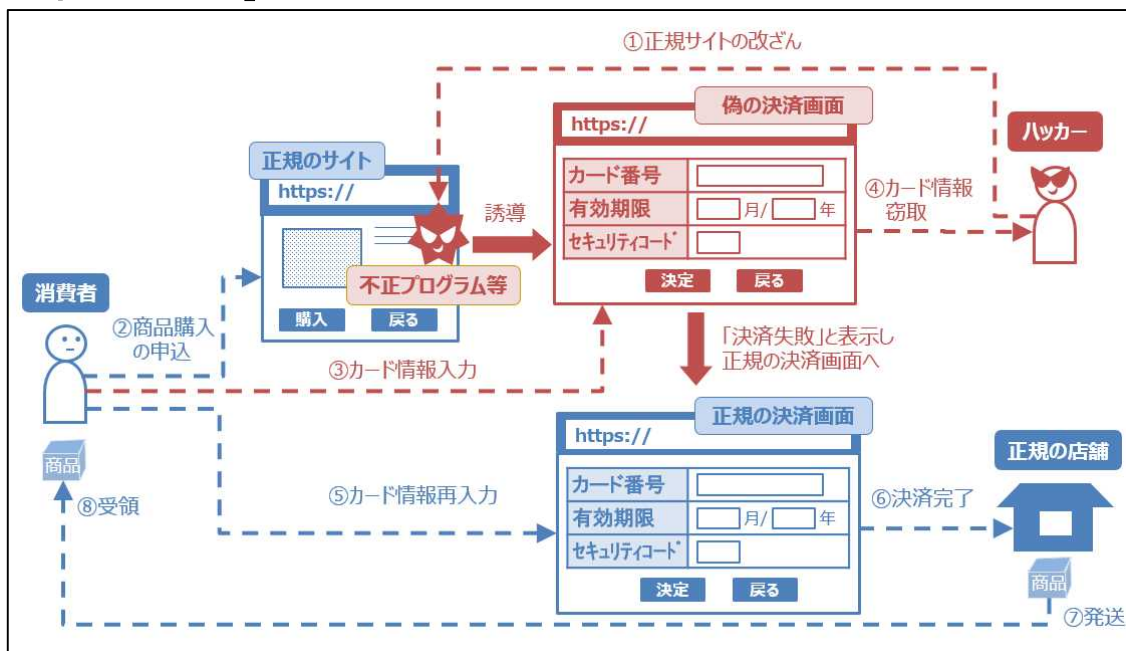 ①正規サイトの改ざん
偽の決済画面
https://
ハッカー
正規のサイト
https://
カード番号
④カード情報
窃取
有効期限
月/
年
誘導
セキュリティコード
不正プログラム等
決定
戻る
消費者
購入
戻る
②商品購入
の申込
「決済失敗」と表示し
正規の決済画面へ
③カード情報入力
正規の決済画面
https://
正規の店舗
商品
カード番号
⑤カード情報再入力
⑥決済完了
⑧受領
有効期限
月/
年
セキュリティコード
決定
戻る
商品
⑦発送